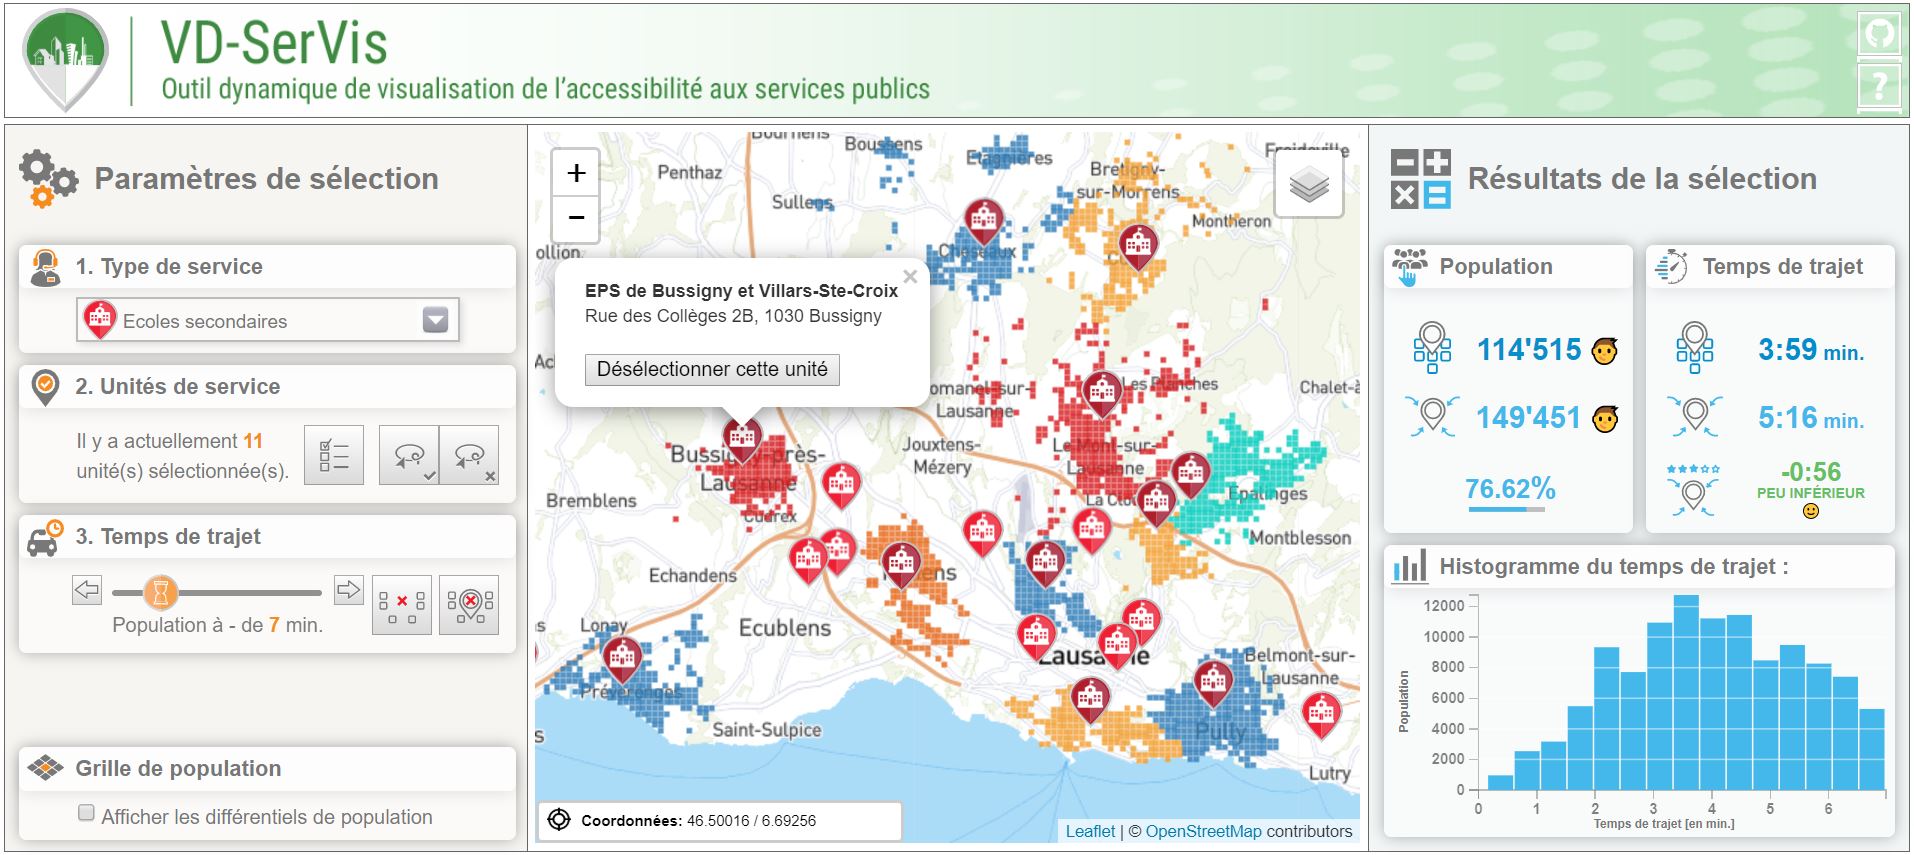 VD-SerVis
Outil dynamique de visualisation de l'accessibilité aux services publics
?
Paramètres de sélection
1. Type de service
Ecoles secondaires
2. Unités de service
Il y a actuellement 11
unité(s) sélectionnée(s).
3. Temps de trajet
Population à - de 7 min.
Grille de population
Afficher les différentiels de population
+
−
Bournens
Boussens
Etagnières
Froideville
Penthaz
Bretigny-
sur-Morrens
Sullens
Montheron
ollion
Cheseaux
EPS de Bussigny et Villars-Ste-Croix
×
Rue des Collèges 2B, 1030 Bussigny
Désélectionner cette unité
Les Planches
Chalet-à
omanel-sur-
Lausanne
Jouxtens-
Mézery
Le Mont-sur-
Lausanne
Bussigny-près-
Lausanne
Bremblens
Epalinges
Montblesson
Echandens
Lonay
Ecublens
Lausanne
Belmont-sur-
Lausanne
Préverenges
Saint-Sulpice
Pully
Lutry
Coordonnées: 46.50016 / 6.69256
Leaflet | © OpenStreetMap contributors
Résultats de la sélection
Population
114'515
149'451
76.62%
Temps de trajet
3:59 min.
5:16 min.
-0:56
PEU INFÉRIEUR
Histogramme du temps de trajet :
12000
10000
8000
6000
4000
2000
0
Population
0 1 2 3 4 5 6
Temps de trajet [en min.]